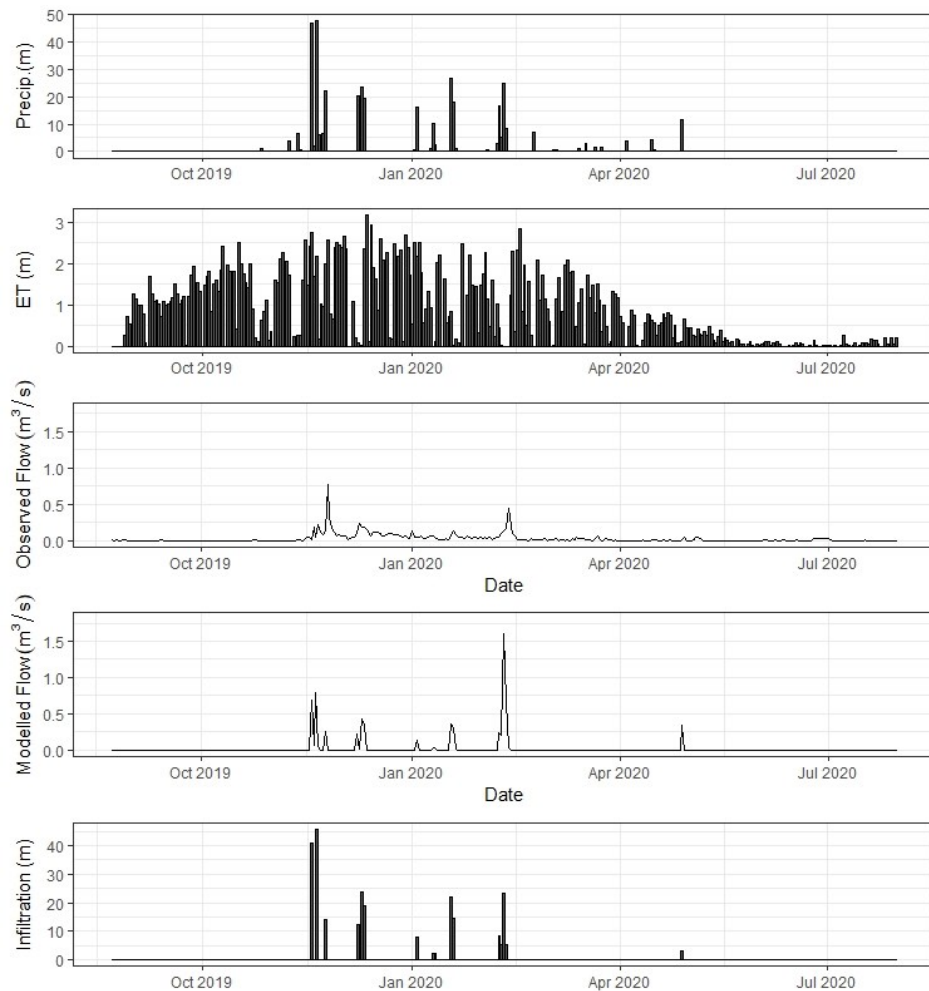 Precip.(m)
50
40
30
20
10
0
Oct 2019 Jan 2020 Apr 2020 Jul 2020
ET (m)
3
2
1
0
Oct 2019 Jan 2020 Apr 2020 Jul 2020
Observed Flow (m³/s)
1.5
1.0
0.5
0.0
Oct 2019 Jan 2020 Apr 2020 Jul 2020
Date
Modelled Flow (m³/s)
1.5
1.0
0.5
0.0
Oct 2019 Jan 2020 Apr 2020 Jul 2020
Date
Infiltration (m)
40
30
20
10
0
Oct 2019 Jan 2020 Apr 2020 Jul 2020